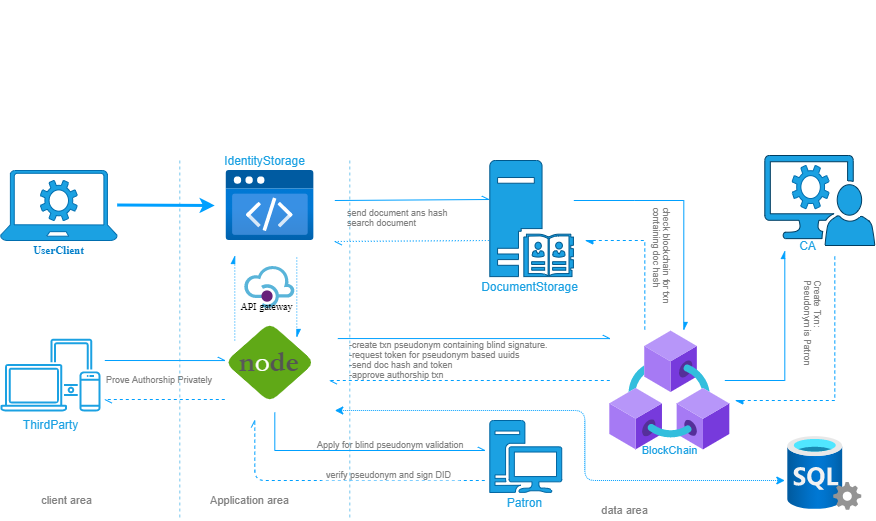 IdentityStorage
UserClient
send document ans hash
search document
DocumentStorage
check blockchain for txn
containing doc hash
CA
Create Txn:
Pseudonym is Patron
API gateway
node
-create txn pseudonym containing blind signature.
-request token for pseudonym based uuids
-send doc hash and token
-approve authorship txn
Prove Authorship Privately
ThirdParty
Apply for blind pseudonym validation
verify pseudonym and sign DID
Patron
BlockChain
SQL
client area
Application area
data area